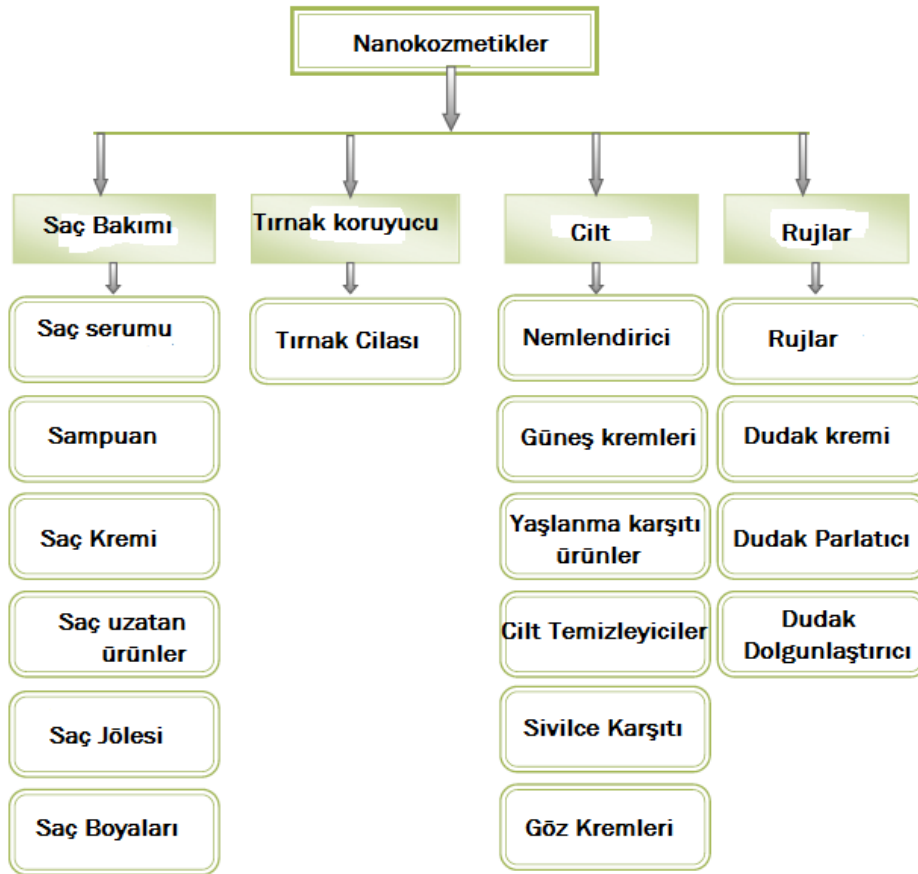 Nanokozmetikler
Saç Bakımı
Tırnak koruyucu
Cilt
Rujlar
Saç serumu
Sampuan
Saç Kremi
Saç uzatan
ürünler
Saç Jölesi
Saç Boyaları
Tırnak Cilası
Nemlendirici
Güneş kremleri
Yaşlanma karşıtı
ürünler
Cilt Temizleyiciler
Sivilce Karşıtı
Göz Kremleri
Rujlar
Dudak kremi
Dudak Parlatıcı
Dudak
Dolgunlaştırıcı